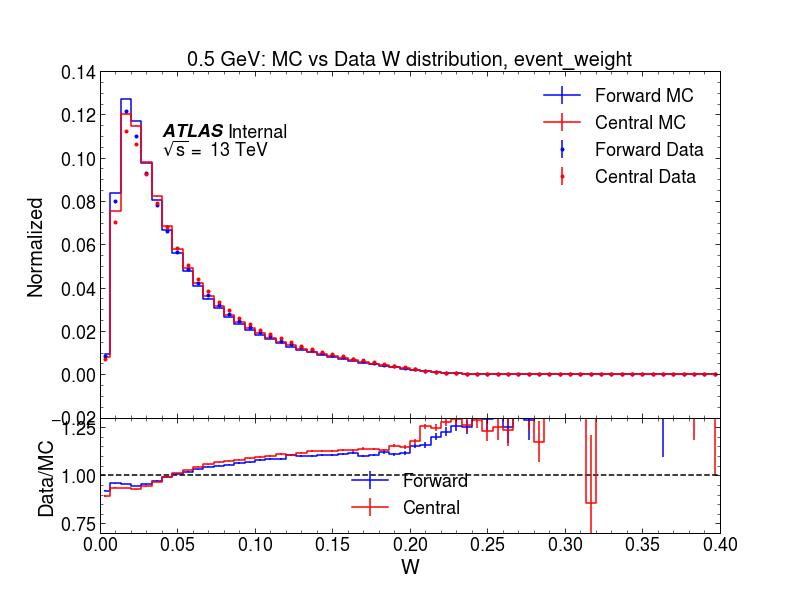 0.5 GeV: MC vs Data W distribution, event_weight
0.14
0.12
0.10
0.08
0.06
0.04
0.02
0.00
−0.02
Normalized
ATLAS Internal
√s = 13 TeV
Forward MC
Central MC
Forward Data
Central Data
1.25
1.00
0.75
Data/MC
Forward
Central
0.00 0.05 0.10 0.15 0.20 0.25 0.30 0.35 0.40
W